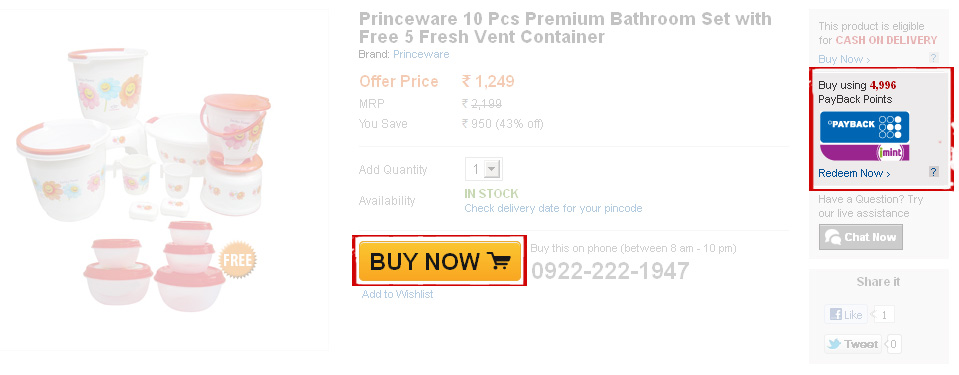 Princeware 10 Pcs Premium Bathroom Set with
Free 5 Fresh Vent Container
Brand: Princeware
Offer Price ₹ 1,249
MRP ₹ 2,199
You Save ₹ 950 (43% off)
Add Quantity 1
Availability IN STOCK
Check delivery date for your pincode
BUY NOW
Buy this on phone (between 8 am - 10 pm)
0922-222-1947
Add to Wishlist
FREE
This product is eligible
for CASH ON DELIVERY
Buy Now › ?
Buy using 4,996
PayBack Points
PAYBACK
imint
Redeem Now › ?
Have a Question? Try
our live assistance
Chat Now
Share it
Like 1
Tweet 0